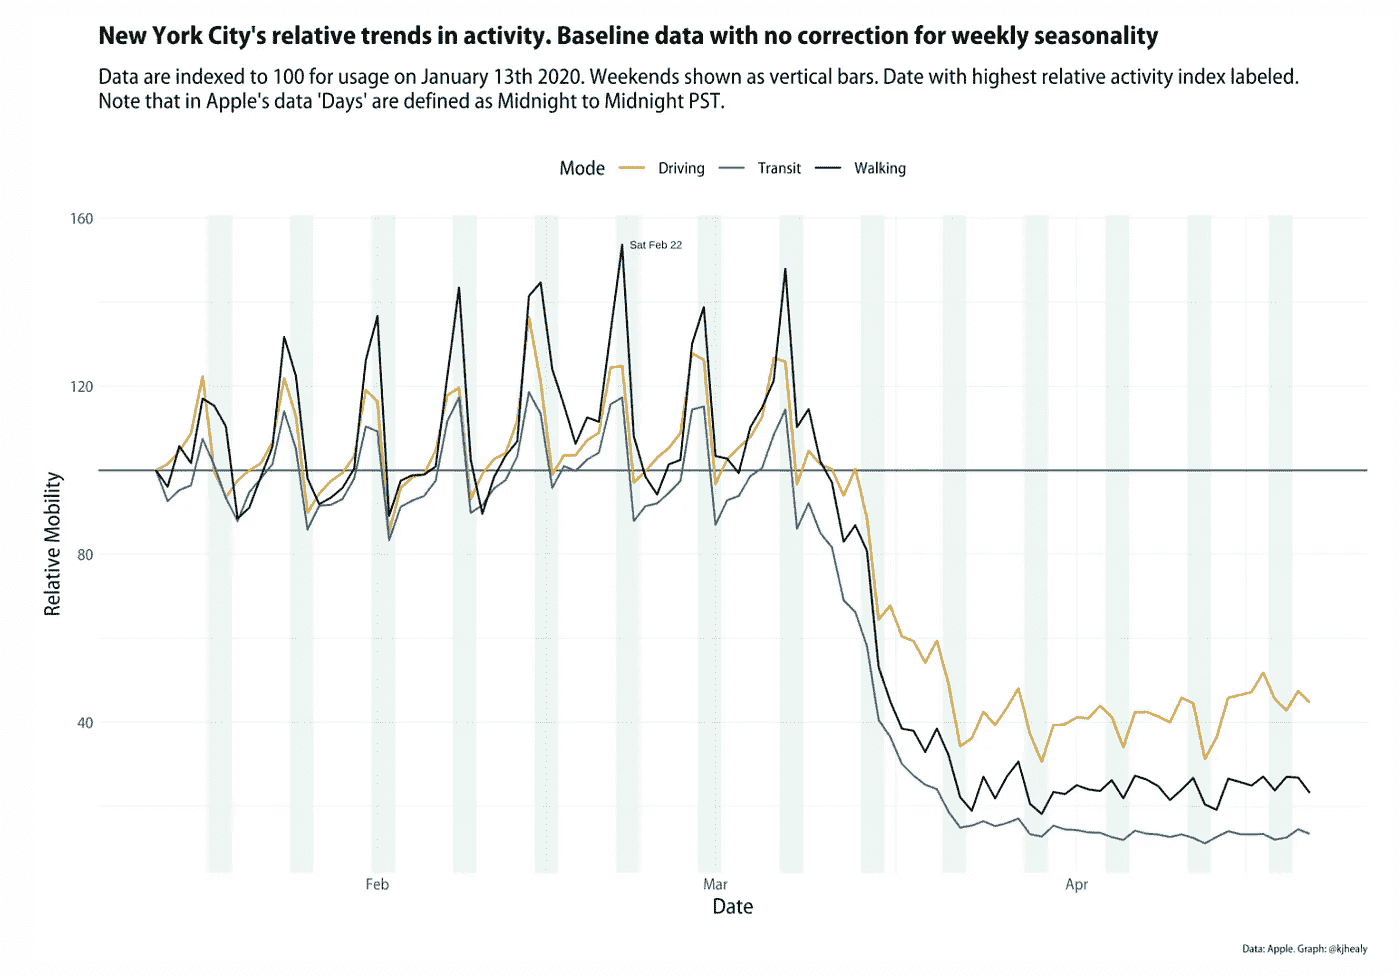 New York City's relative trends in activity. Baseline data with no correction for weekly seasonality
Data are indexed to 100 for usage on January 13th 2020. Weekends shown as vertical bars. Date with highest relative activity index labeled.
Note that in Apple's data 'Days' are defined as Midnight to Midnight PST.
Mode Driving Transit Walking
160
Sat Feb 22
120
80
40
Relative Mobility
Feb Mar Apr
Date
Data: Apple. Graph: @kjhealy